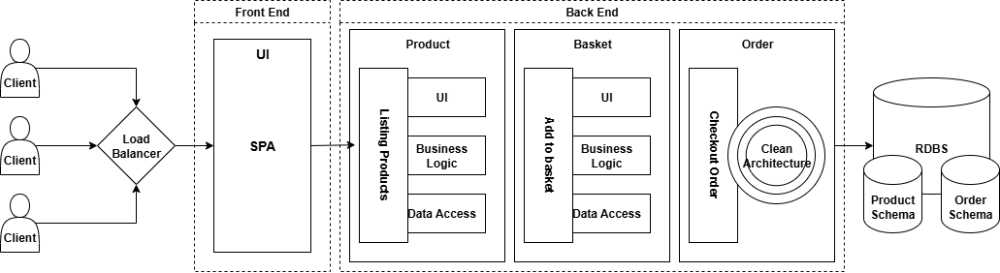 Front End
Back End
UI
Product
Basket
Order
Client
Client
Client
Load
Balancer
SPA
Listing Products
UI
Business
Logic
Data Access
Add to basket
UI
Business
Logic
Data Access
Checkout Order
Clean
Architecture
RDBS
Product
Schema
Order
Schema